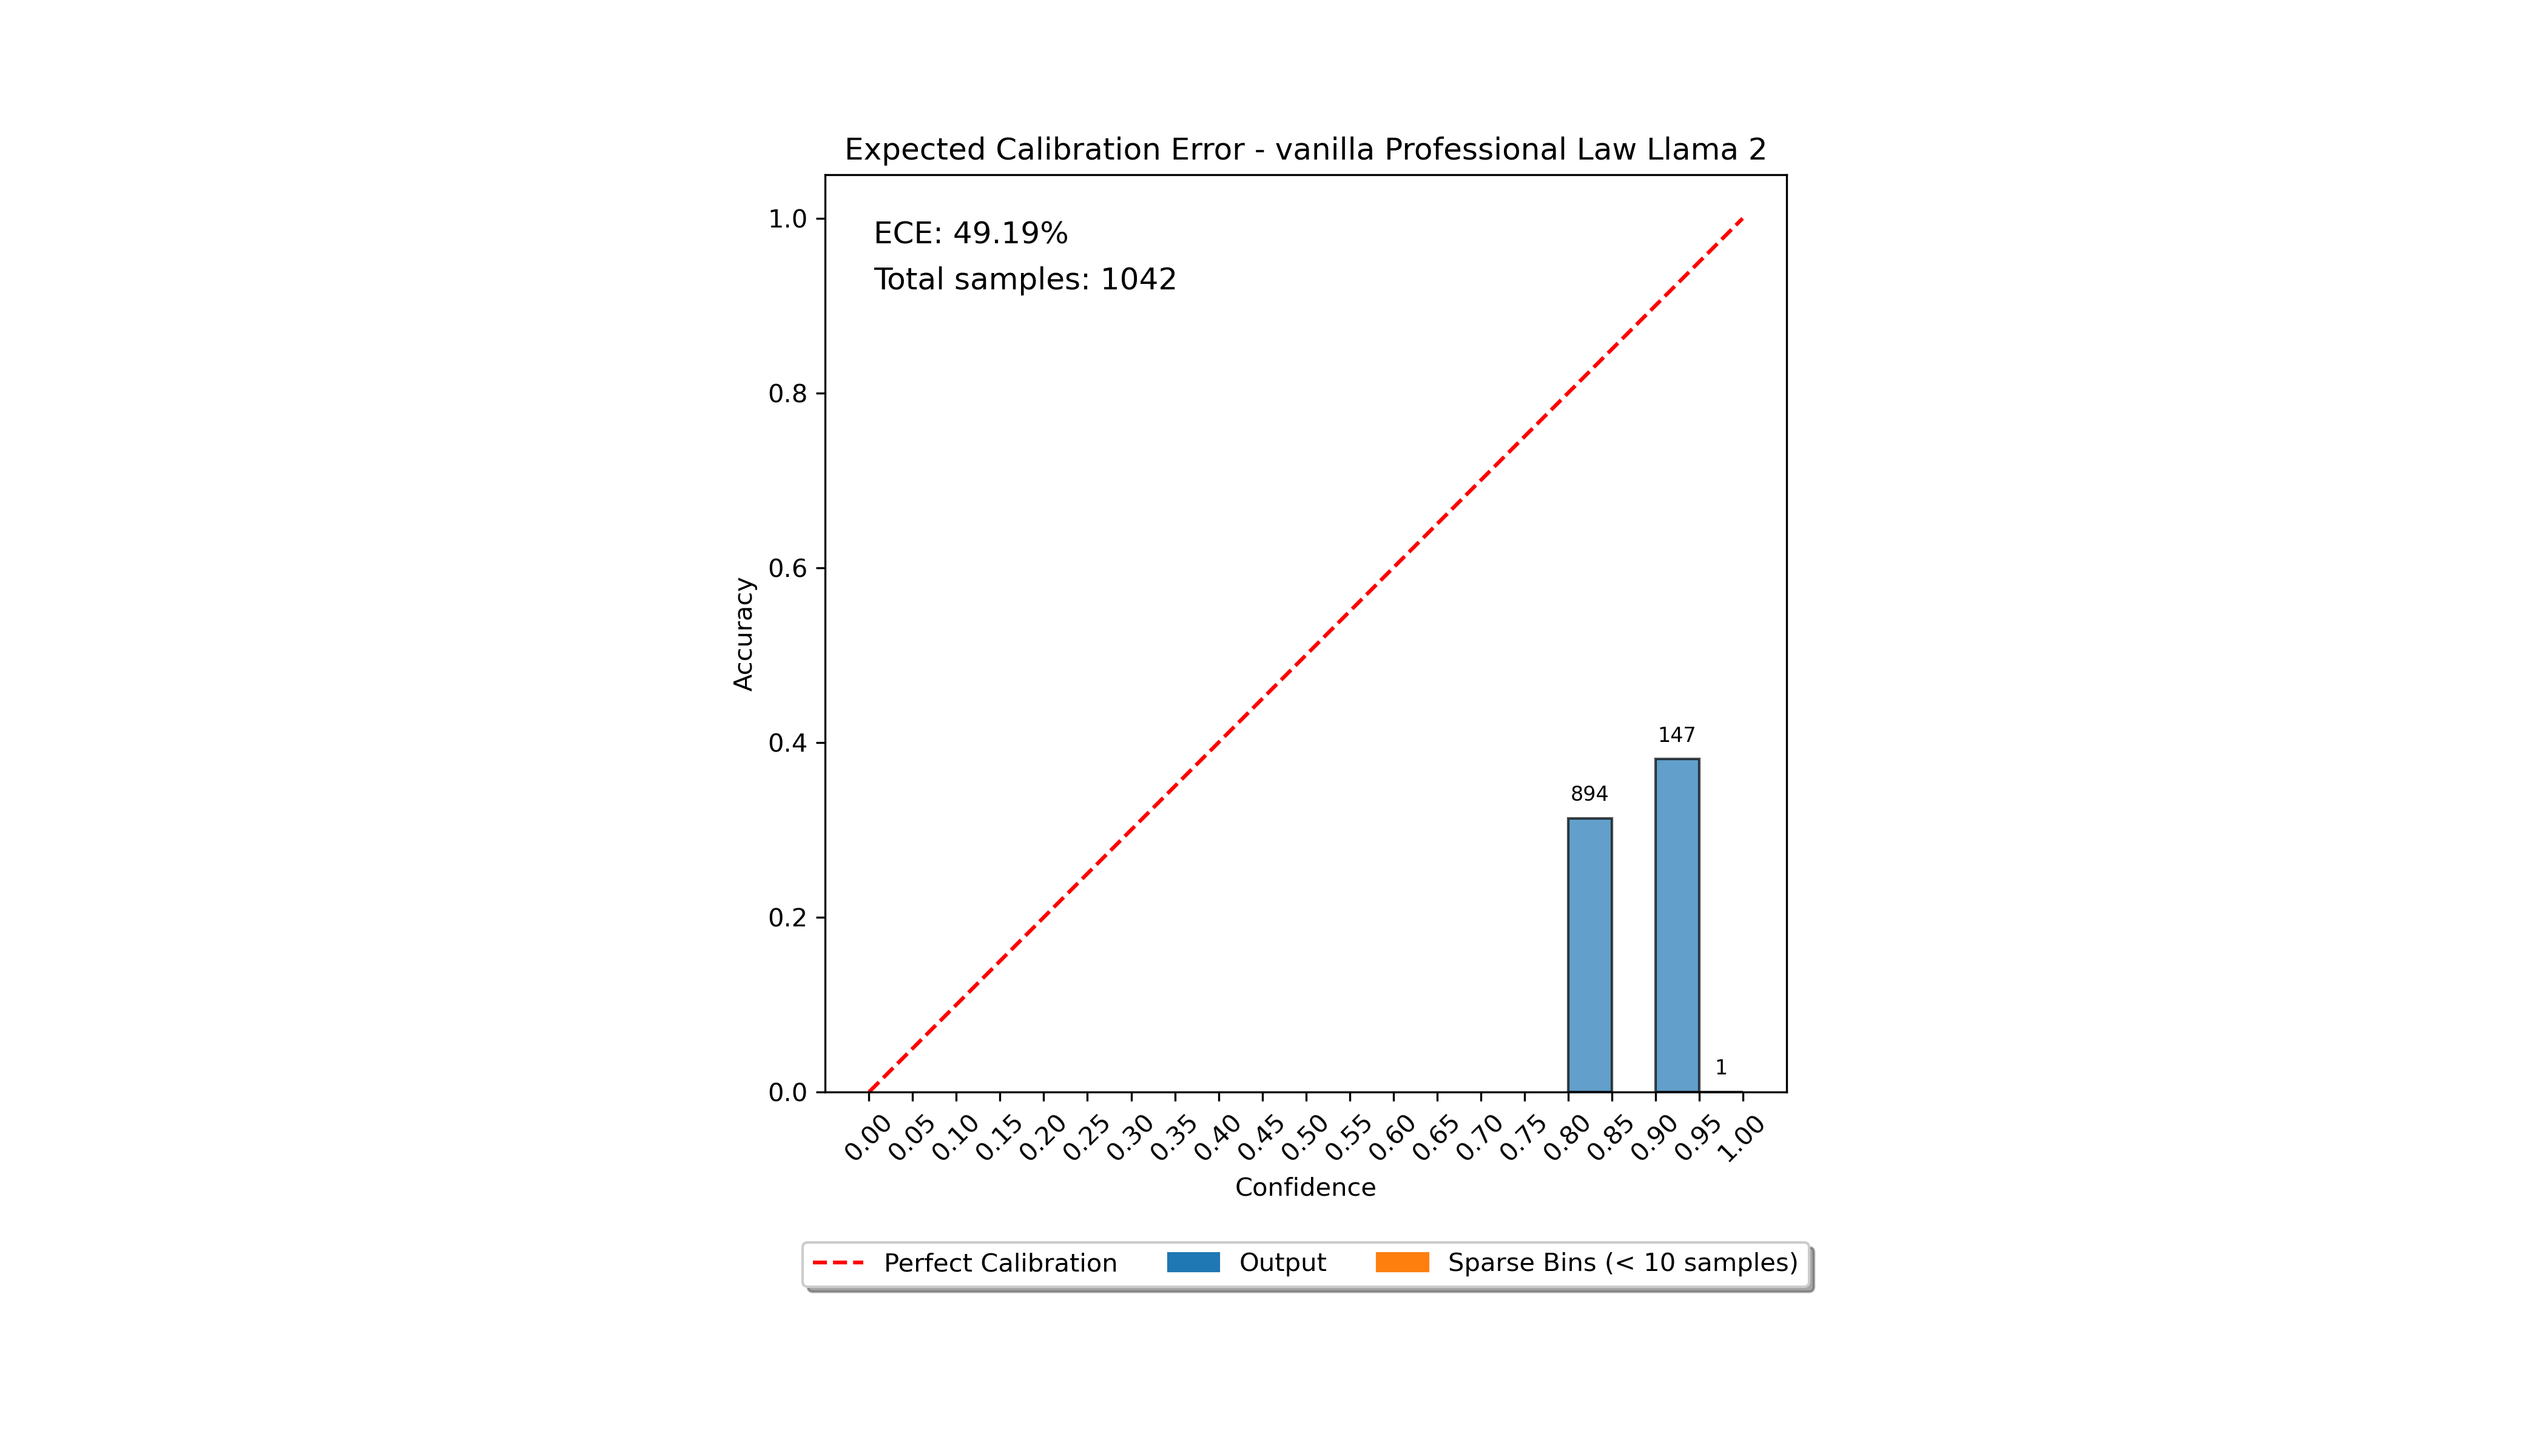 Expected Calibration Error - vanilla Professional Law Llama 2
ECE: 49.19%
Total samples: 1042
1.0
0.8
0.6
0.4
0.2
0.0
Accuracy
894
147
1
0.00 0.05 0.10 0.15 0.20 0.25 0.30 0.35 0.40 0.45 0.50 0.55 0.60 0.65 0.70 0.75 0.80 0.85 0.90 0.95 1.00
Confidence
Perfect Calibration Output Sparse Bins (< 10 samples)